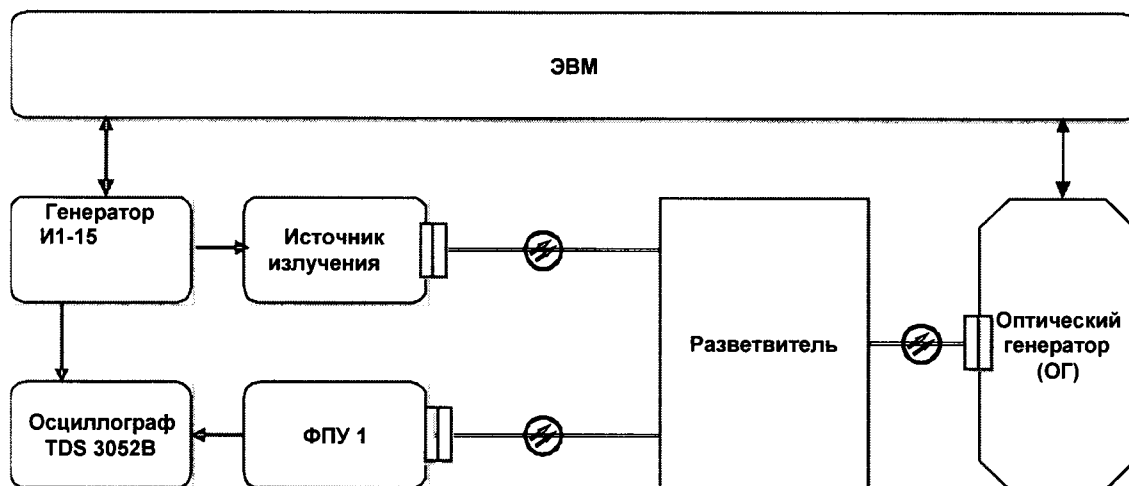 ЭВМ
Генератор
И1-15
Источник
излучения
Разветвитель
Оптический
генератор
(ОГ)
Осциллограф
TDS 3052B
ФПУ 1